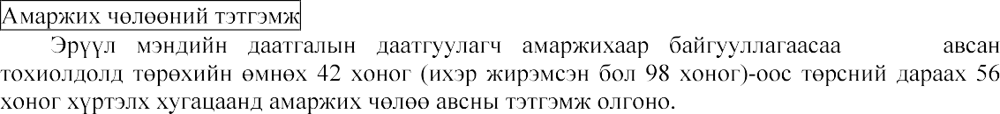 Амаржих чөлөөний тэтгэмж
Эрүүл мэндийн даатгалын даатгуулагч амаржихаар байгууллагаасаа авсан
тохиолдолд төрөхийн өмнөх 42 хоног (ихэр жирэмсэн бол 98 хоног)-оос төрсний дараах 56
хоног хүртэлх хугацаанд амаржих чөлөө авсны тэтгэмж олгоно.